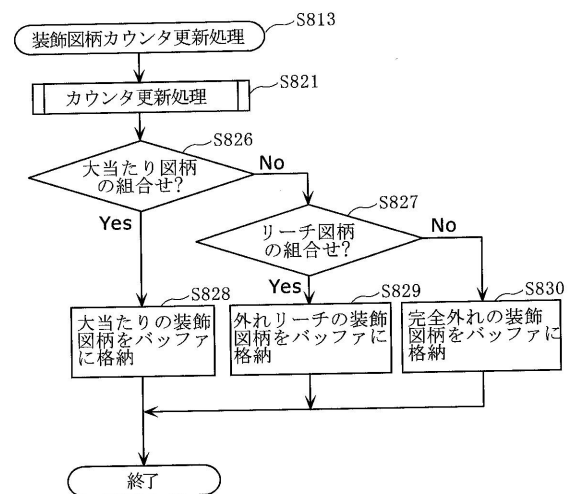 装飾図柄カウンタ更新処理
S813
カウンタ更新処理
S821
S826
大当たり図柄
の組合せ?
No
Yes
S827
リーチ図柄
の組合せ?
No
Yes
S828
大当たりの装飾
図柄をバッファ
に格納
S829
外れリーチの装飾
図柄をバッファに
格納
S830
完全外れの装飾
図柄をバッファに
格納
終了